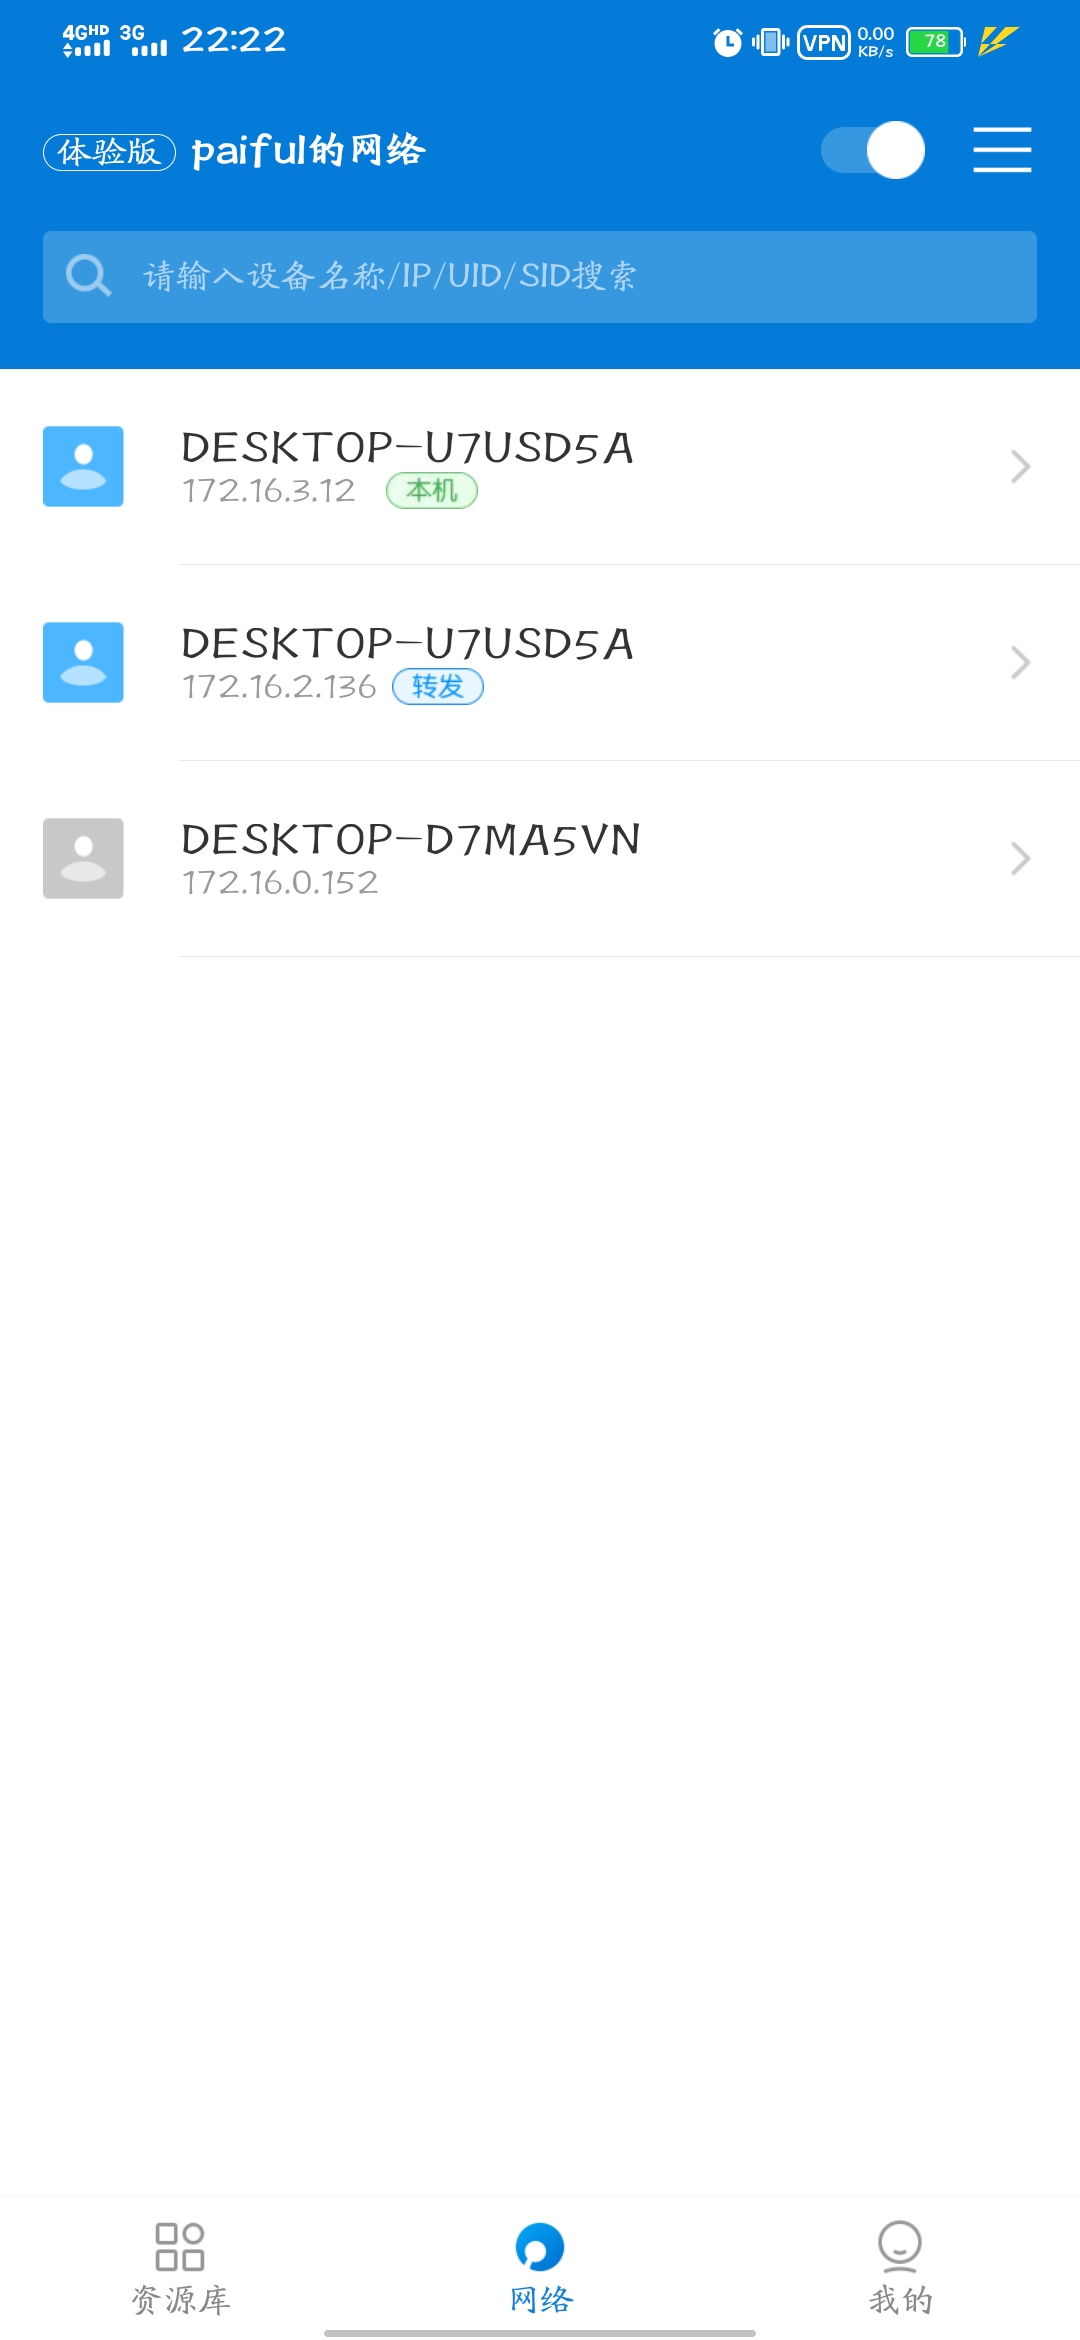 4GHD 3G 22:22 VPN 0.00 KB/s 78
体验版 paiful的网络
请输入设备名称/IP/UID/SID搜索
DESKTOP-U7USD5A
172.16.3.12 本机
DESKTOP-U7USD5A
172.16.2.136 转发
DESKTOP-D7MA5VN
172.16.0.152
资源库 网络 我的